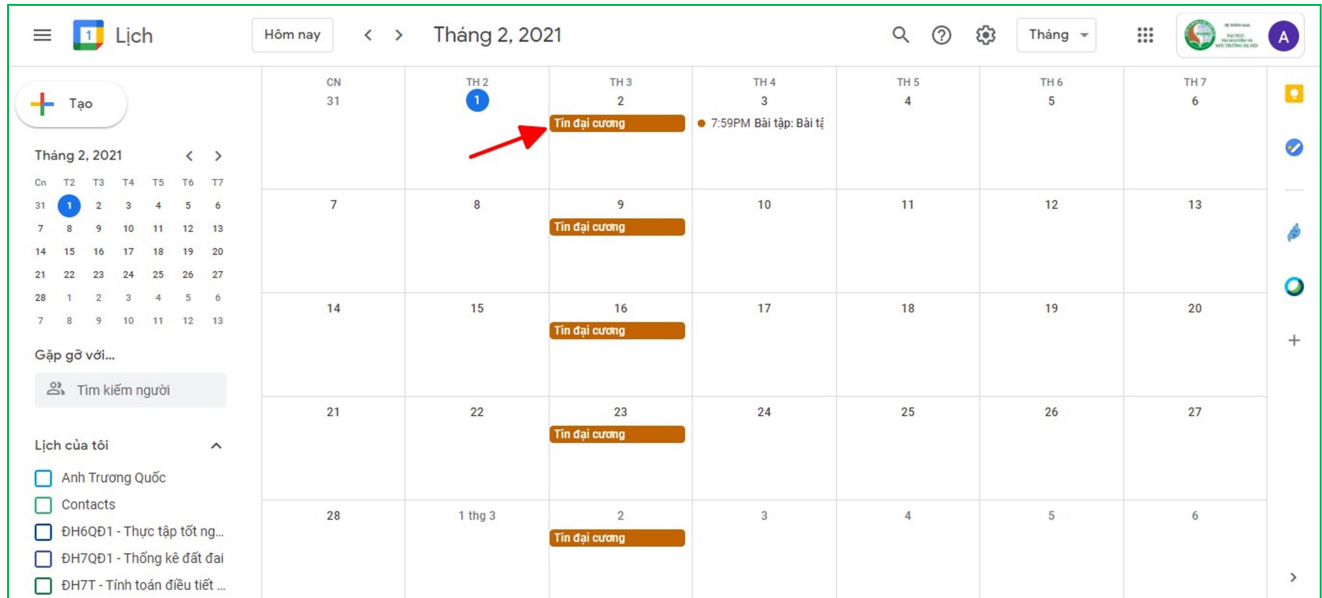 1 Lịch Hôm nay Tháng 2, 2021 Tháng A
Tạo
CN TH 2 TH 3 TH 4 TH 5 TH 6 TH 7
31 1 2 3 4 5 6
Tin đại cương 7:59PM Bài tập: Bài tậ
7 8 9 10 11 12 13
Tin đại cương
14 15 16 17 18 19 20
Tin đại cương
21 22 23 24 25 26 27
Tin đại cương
28 1 thg 3 2 3 4 5 6
Tin đại cương
Tháng 2, 2021
Cn T2 T3 T4 T5 T6 T7
31 1 2 3 4 5 6
7 8 9 10 11 12 13
14 15 16 17 18 19 20
21 22 23 24 25 26 27
28 1 2 3 4 5 6
7 8 9 10 11 12 13
Gặp gỡ với...
Tìm kiếm người
Lịch của tôi
Anh Trương Quốc
Contacts
ĐH6QĐ1 - Thực tập tốt ng...
ĐH7QĐ1 - Thống kê đất đai
ĐH7T - Tính toán điều tiết ...